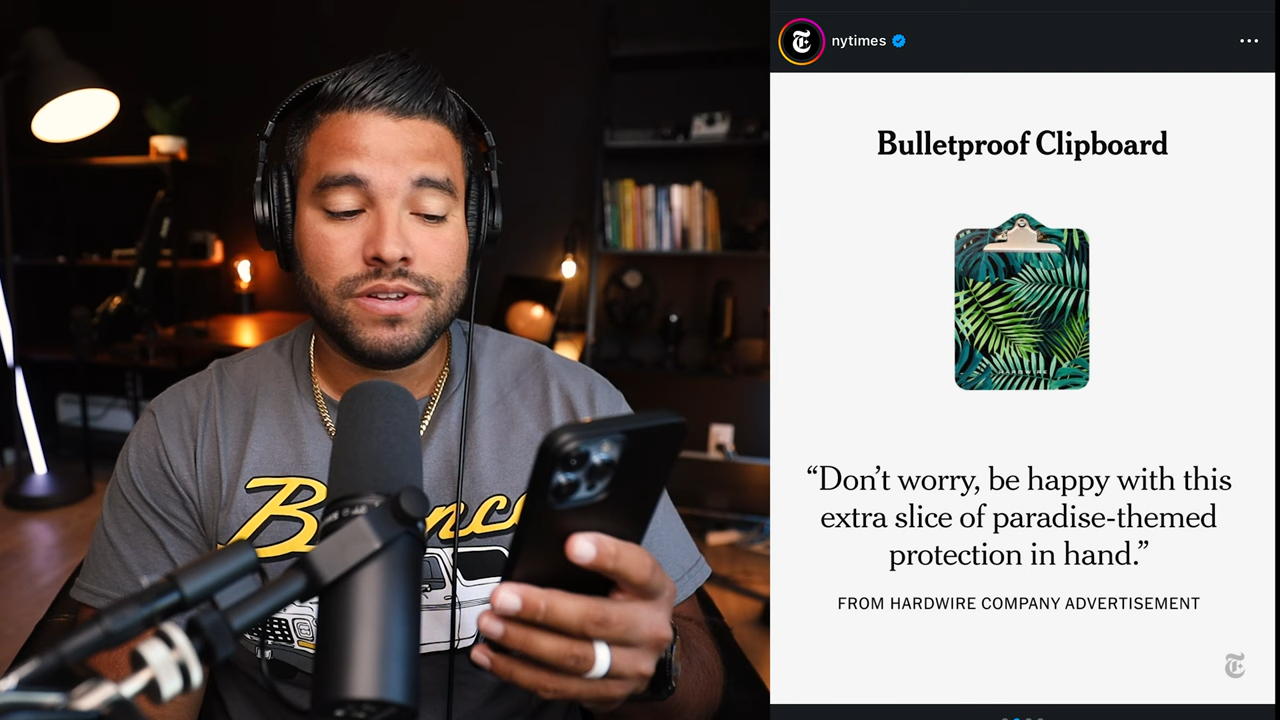 nytimes
Bulletproof Clipboard
HARDWIRE
“Don’t worry, be happy with this
extra slice of paradise-themed
protection in hand.”
FROM HARDWIRE COMPANY ADVERTISEMENT